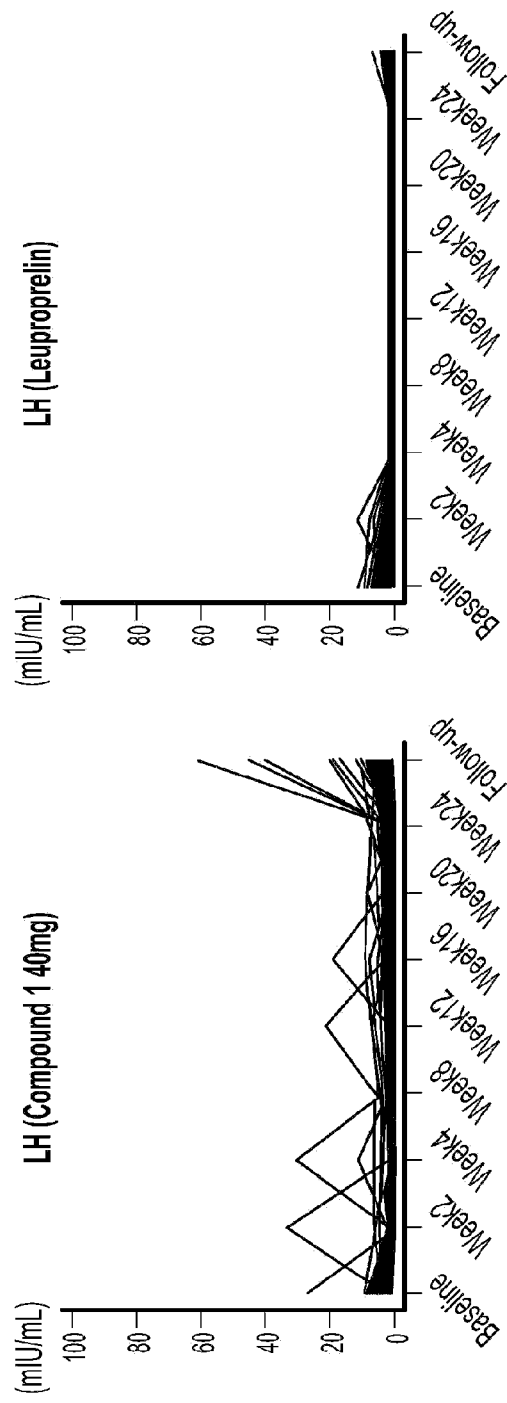 LH (Compound 1 40mg)
(mIU/mL)
100
80
60
40
20
0
Baseline
Week2
Week4
Week8
Week12
Week16
Week20
Week24
Follow-up
LH (Leuproprelin)
(mIU/mL)
100
80
60
40
20
0
Baseline
Week2
Week4
Week8
Week12
Week16
Week20
Week24
Follow-up